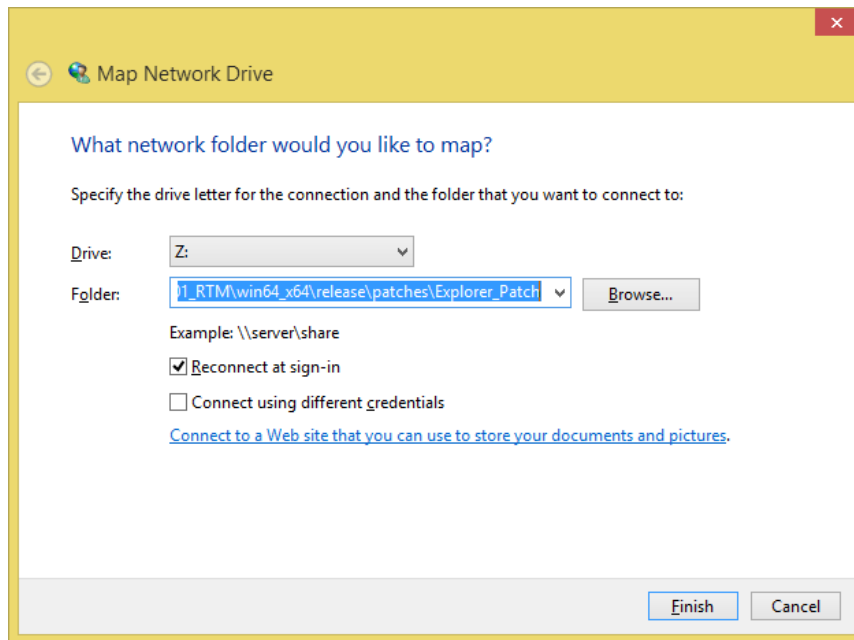 Map Network Drive
What network folder would you like to map?
Specify the drive letter for the connection and the folder that you want to connect to:
Drive: Z:
Folder: 01_RTM\win64_x64\release\patches\Explorer_Patch Browse...
Example: \\server\share
Reconnect at sign-in
Connect using different credentials
Connect to a Web site that you can use to store your documents and pictures.
Finish Cancel